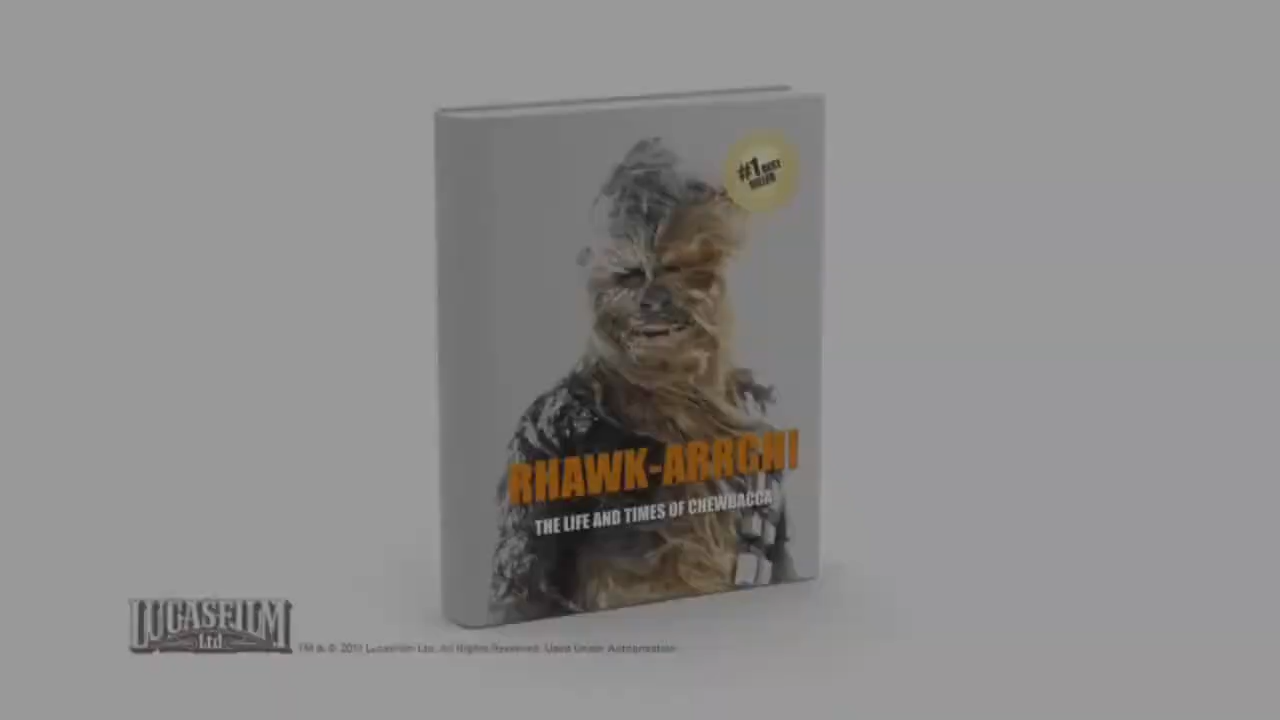 #1 BEST
SELLER
RHAWK-ARRGH!
THE LIFE AND TIMES OF CHEWBACCA
LUCASFILM
Ltd
TM & © 2011 Lucasfilm Ltd. All Rights Reserved. Used Under Authorization